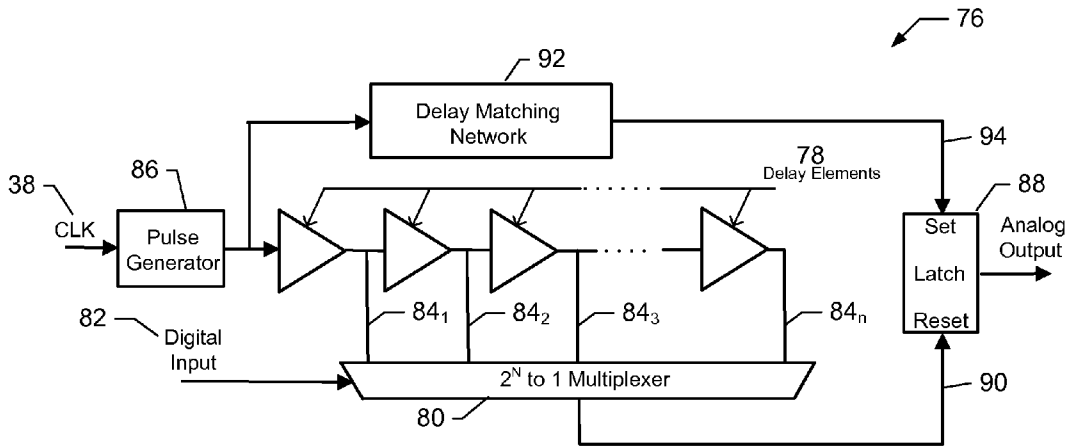 76
92
Delay Matching
Network
94
38
CLK
86
Pulse
Generator
78
Delay Elements
88
Set
Latch
Reset
Analog
Output
82
Digital
Input
84₁
84₂
84₃
84ₙ
2ᴺ to 1 Multiplexer
80
90